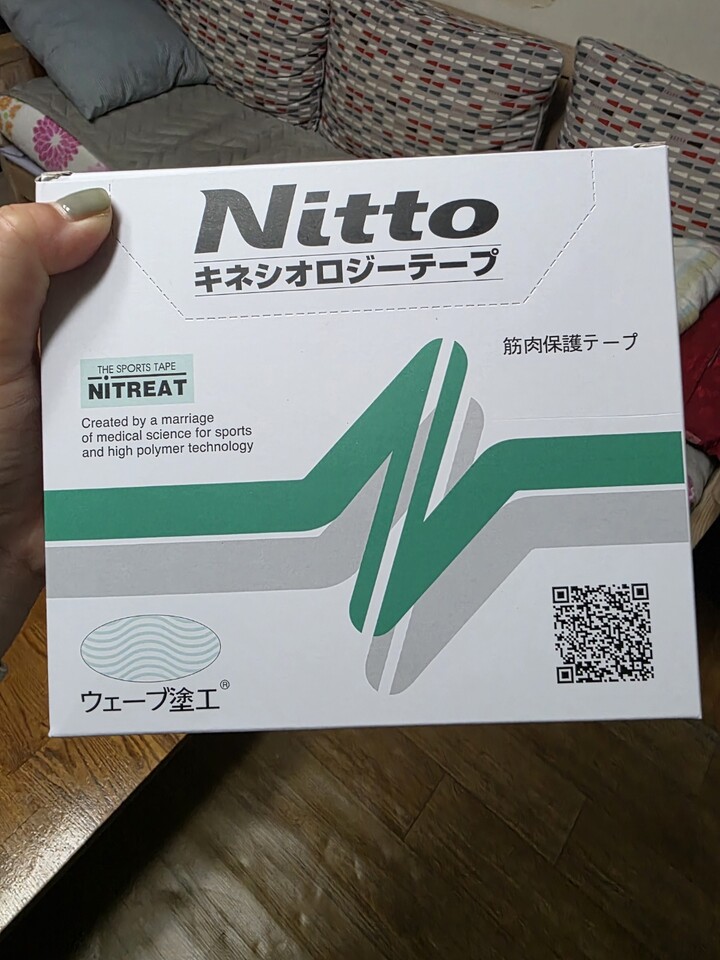 Nitto
キネシオロジーテープ
筋肉保護テープ
THE SPORTS TAPE
NITREAT
Created by a marriage
of medical science for sports
and high polymer technology
ウェーブ塗工®